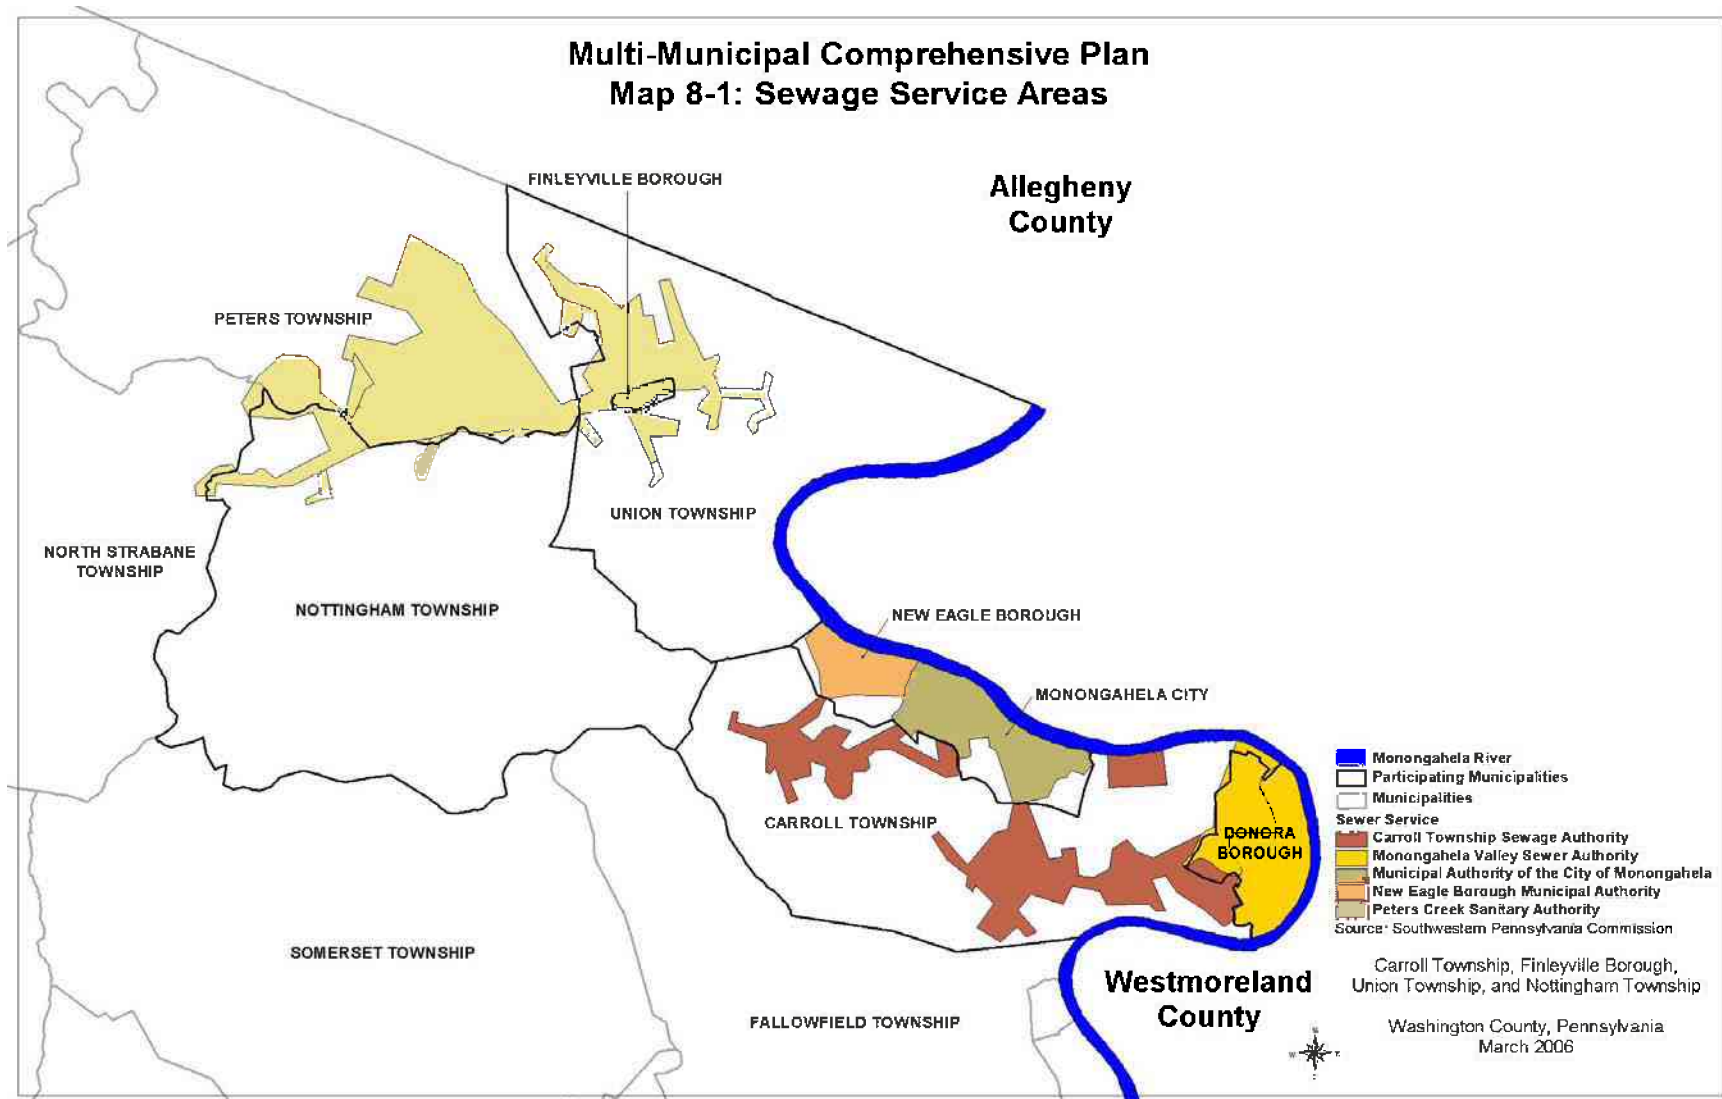 Multi-Municipal Comprehensive Plan
Map 8-1: Sewage Service Areas
Allegheny
County
FINLEYVILLE BOROUGH
PETERS TOWNSHIP
UNION TOWNSHIP
NORTH STRABANE
TOWNSHIP
NOTTINGHAM TOWNSHIP
NEW EAGLE BOROUGH
MONONGAHELA CITY
CARROLL TOWNSHIP
DONORA
BOROUGH
SOMERSET TOWNSHIP
FALLOWFIELD TOWNSHIP
Westmoreland
County
Monongahela River
Participating Municipalities
Municipalities
Sewer Service
Carroll Township Sewage Authority
Monongahela Valley Sewer Authority
Municipal Authority of the City of Monongahela
New Eagle Borough Municipal Authority
Peters Creek Sanitary Authority
Source: Southwestern Pennsylvania Commission
Carroll Township, Finleyville Borough,
Union Township, and Nottingham Township
Washington County, Pennsylvania
March 2006